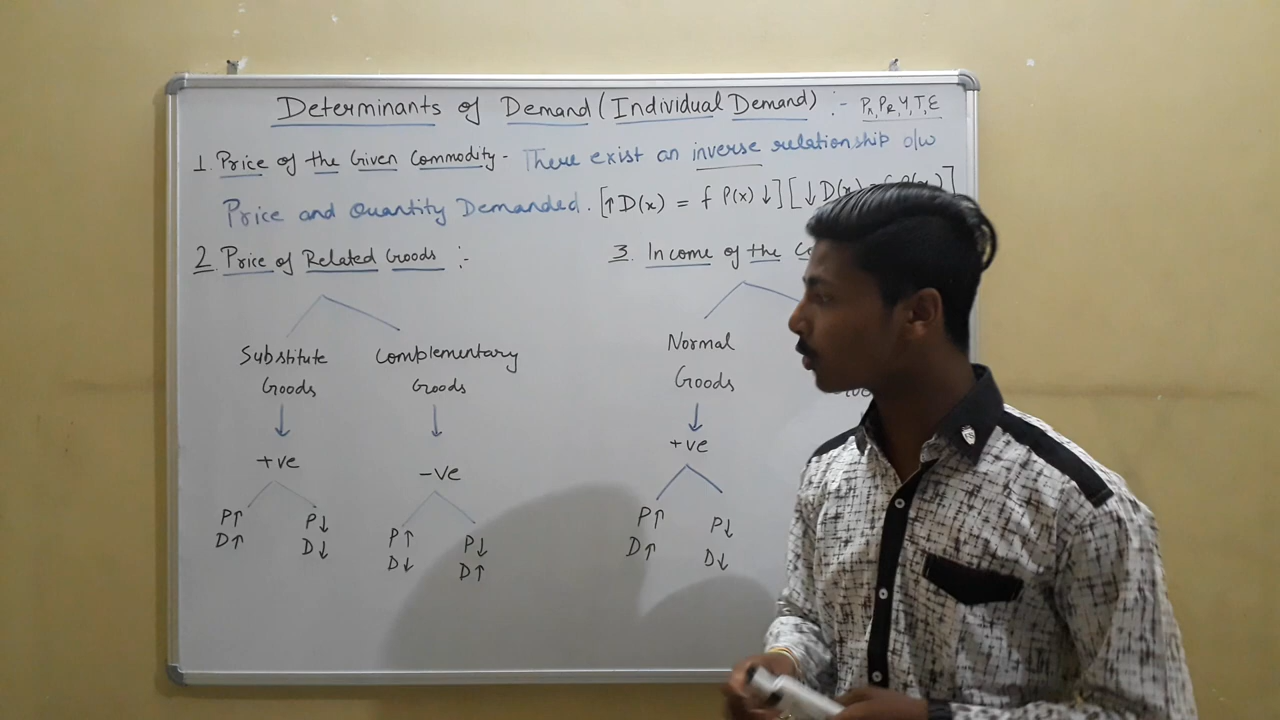 Determinants of Demand (Individual Demand) :- Px, PR, Y, T, E
1. Price of the Given Commodity - There exist an inverse relationship b/w
Price and Quantity Demanded. [↑D(x) = f P(x) ↓] [↓D(x)
2. Price of Related Goods :-
3. Income of the
Substitute Goods
Complementary Goods
Normal Goods
↓ ↓ ↓
+ve
-ve
+ve
P↑ D↑
P↓ D↓
P↑ D↓
P↓ D↑
P↑ D↑
P↓ D↓